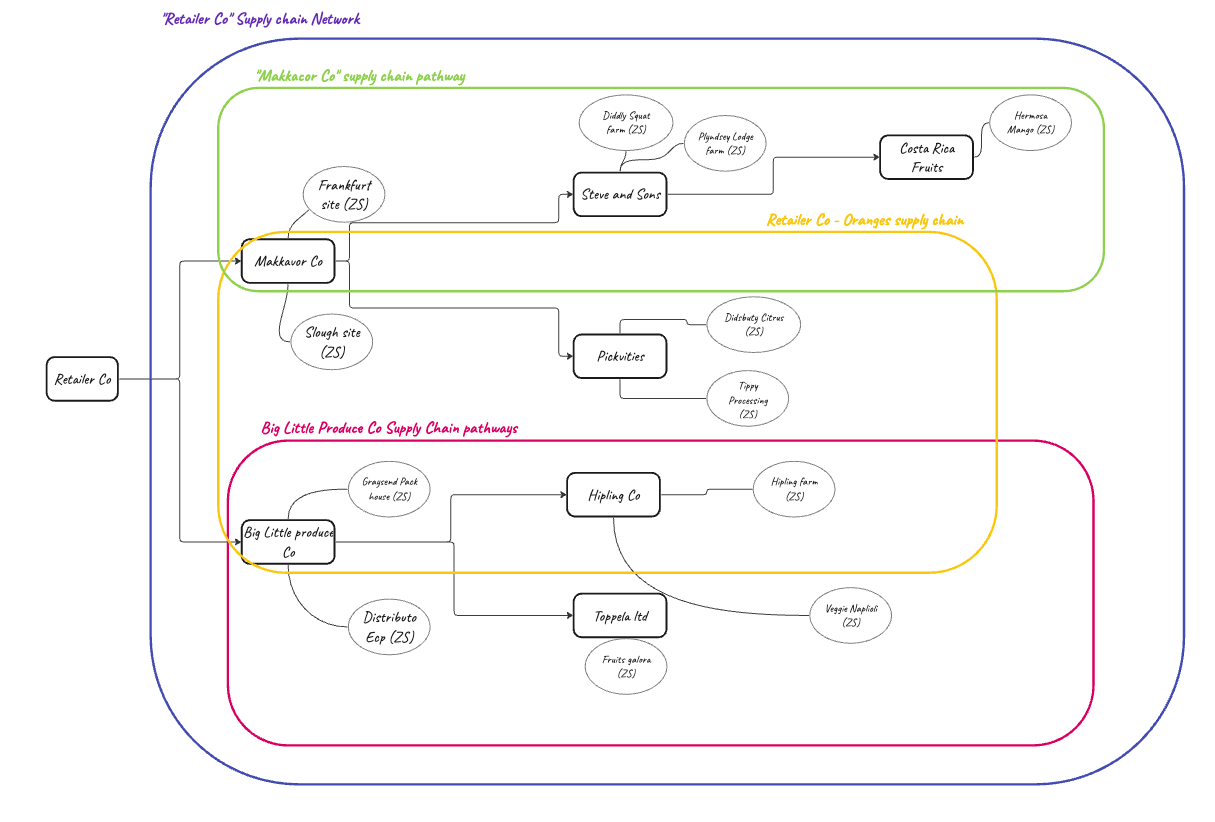 "Retailer Co" Supply chain Network
"Makkacor Co" supply chain pathway
Diddly Squat
farm (ZS)
Plyndsey Lodge
farm (ZS)
Hermosa
Mango (ZS)
Costa Rica
Fruits
Frankfurt
site (ZS)
Steve and Sons
Retailer Co - Oranges supply chain
Makkavor Co
Slough site
(ZS)
Didsbuty Citrus
(ZS)
Pickvities
Retailer Co
Tippy
Processing
(ZS)
Big Little Produce Co Supply Chain pathways
Graysend Pack
house (ZS)
Hipling Co
Hipling farm
(ZS)
Big Little produce
Co
Distributo
Ecp (ZS)
Toppela ltd
Veggie Naplioli
(ZS)
Fruits galora
(ZS)